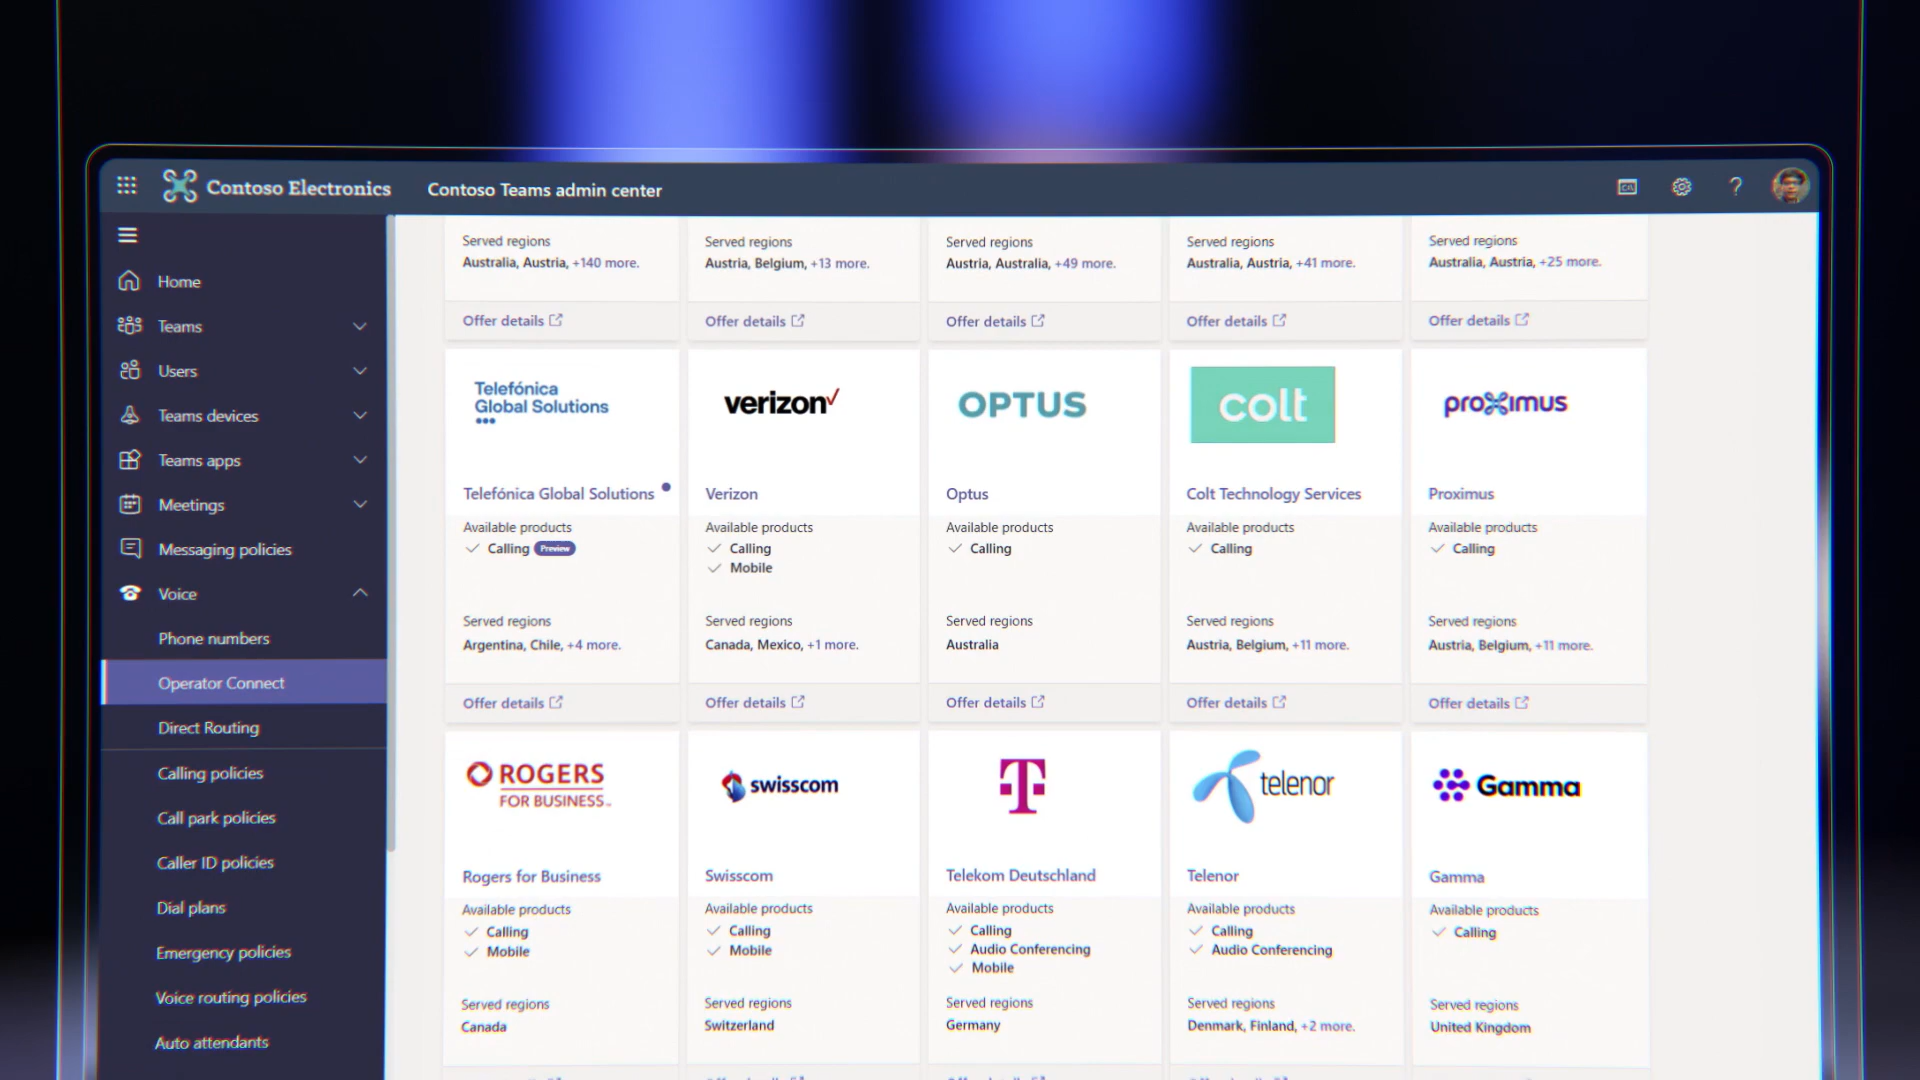 Contoso Electronics
Contoso Teams admin center
?
Home
Teams
Users
Teams devices
Teams apps
Meetings
Messaging policies
Voice
Phone numbers
Operator Connect
Direct Routing
Calling policies
Call park policies
Caller ID policies
Dial plans
Emergency policies
Voice routing policies
Auto attendants
Served regions
Australia, Austria, +140 more.
Offer details
Served regions
Austria, Belgium, +13 more.
Offer details
Served regions
Austria, Australia, +49 more.
Offer details
Served regions
Australia, Austria, +41 more.
Offer details
Served regions
Australia, Austria, +25 more.
Offer details
Telefónica
Global Solutions
Telefónica Global Solutions
Available products
Calling Preview
Served regions
Argentina, Chile, +4 more.
Offer details
verizon
Verizon
Available products
Calling
Mobile
Served regions
Canada, Mexico, +1 more.
Offer details
OPTUS
Optus
Available products
Calling
Served regions
Australia
Offer details
colt
Colt Technology Services
Available products
Calling
Served regions
Austria, Belgium, +11 more.
Offer details
proximus
Proximus
Available products
Calling
Served regions
Austria, Belgium, +11 more.
Offer details
ROGERS
FOR BUSINESS
Rogers for Business
Available products
Calling
Mobile
Served regions
Canada
swisscom
Swisscom
Available products
Calling
Mobile
Served regions
Switzerland
T
Telekom Deutschland
Available products
Calling
Audio Conferencing
Mobile
Served regions
Germany
telenor
Telenor
Available products
Calling
Audio Conferencing
Served regions
Denmark, Finland, +2 more.
Gamma
Gamma
Available products
Calling
Served regions
United Kingdom